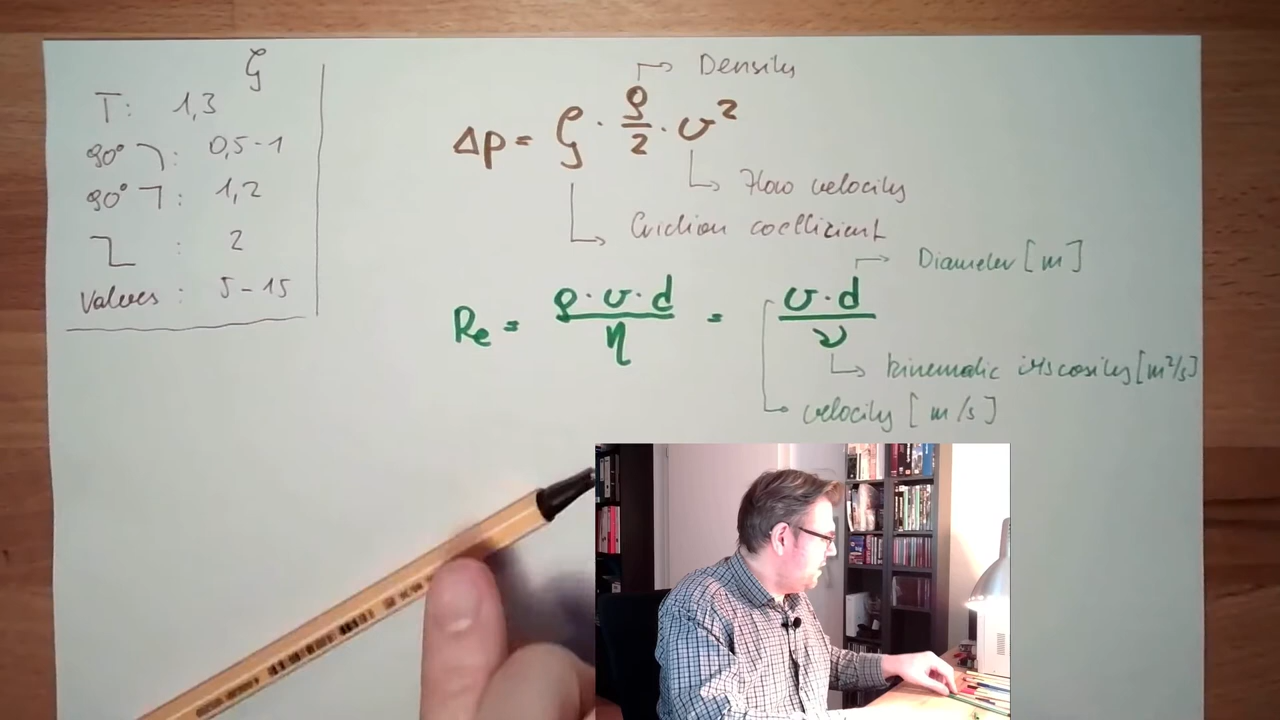 ζ
T: 1,3
90° ⌝: 0,5-1
90° ⌝: 1,2
: 2
Valves: 5-15
Density
Δp = ζ · ρ/2 · v²
Flow velocity
Friction coefficient
Diameter [m]
Re = ρ·v·d/η = v·d/ν
kinematic viscosity [m²/s]
velocity [m/s]